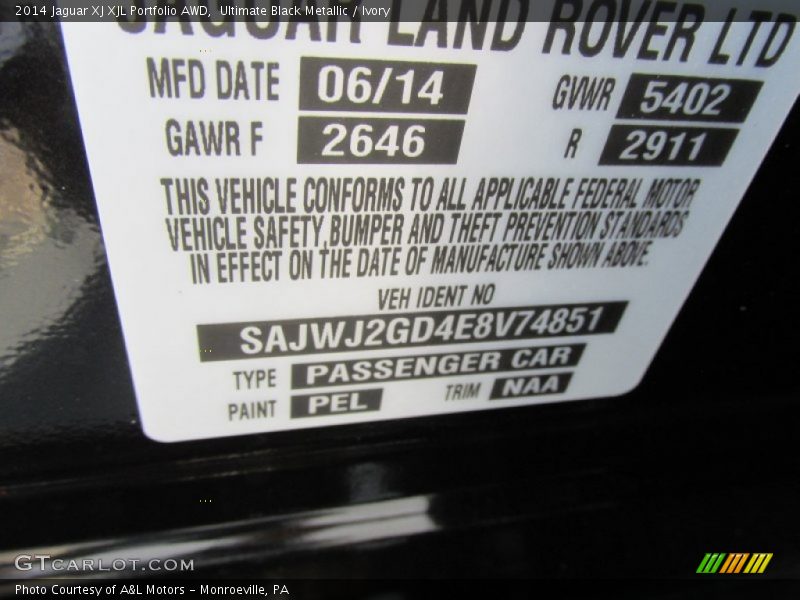 2014 Jaguar XJ XJL Portfolio AWD, Ultimate Black Metallic / Ivory
JAGUAR LAND ROVER LTD
MFD DATE 06/14 GVWR 5402
GAWR F 2646 R 2911
THIS VEHICLE CONFORMS TO ALL APPLICABLE FEDERAL MOTOR
VEHICLE SAFETY, BUMPER AND THEFT PREVENTION STANDARDS
IN EFFECT ON THE DATE OF MANUFACTURE SHOWN ABOVE.
VEH IDENT NO
SAJWJ2GD4E8V74851
TYPE PASSENGER CAR
PAINT PEL TRIM NAA
GTCARLOT.COM
Photo Courtesy of A&L Motors – Monroeville, PA